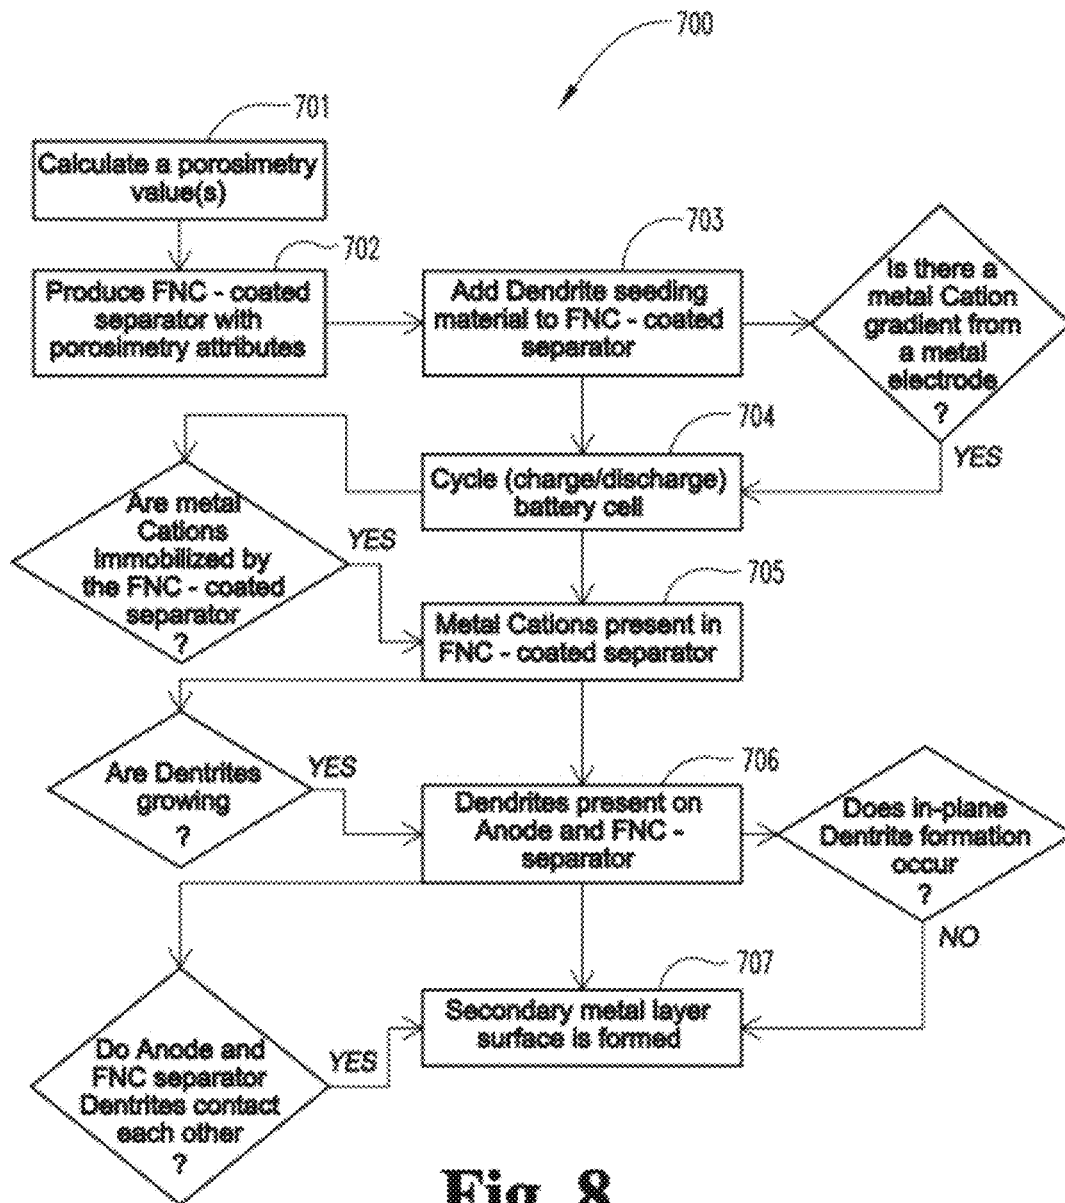 700
701
Calculate a porosimetry
value(s)
702
Produce FNC - coated
separator with
porosimetry attributes
703
Add Dendrite seeding
material to FNC - coated
separator
Is there a
metal Cation
gradient from
a metal
electrode
?
YES
704
Cycle (charge/discharge)
battery cell
Are metal
Cations
immobilized by
the FNC - coated
separator
?
YES
705
Metal Cations present in
FNC - coated separator
Are Dentrites
growing
?
YES
706
Dendrites present on
Anode and FNC -
separator
Does in-plane
Dentrite formation
occur
?
NO
707
Secondary metal layer
surface is formed
Do Anode and
FNC separator
Dentrites contact
each other
?
YES
Fig. 8